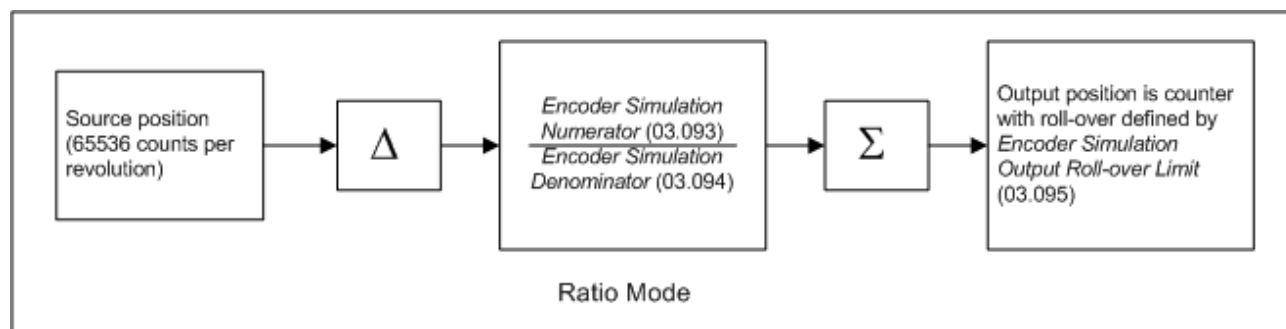 Source position
(65536 counts per
revolution)
Δ
Encoder Simulation
Numerator (03.093)
Encoder Simulation
Denominator (03.094)
Σ
Output position is counter
with roll-over defined by
Encoder Simulation
Output Roll-over Limit
(03.095)
Ratio Mode